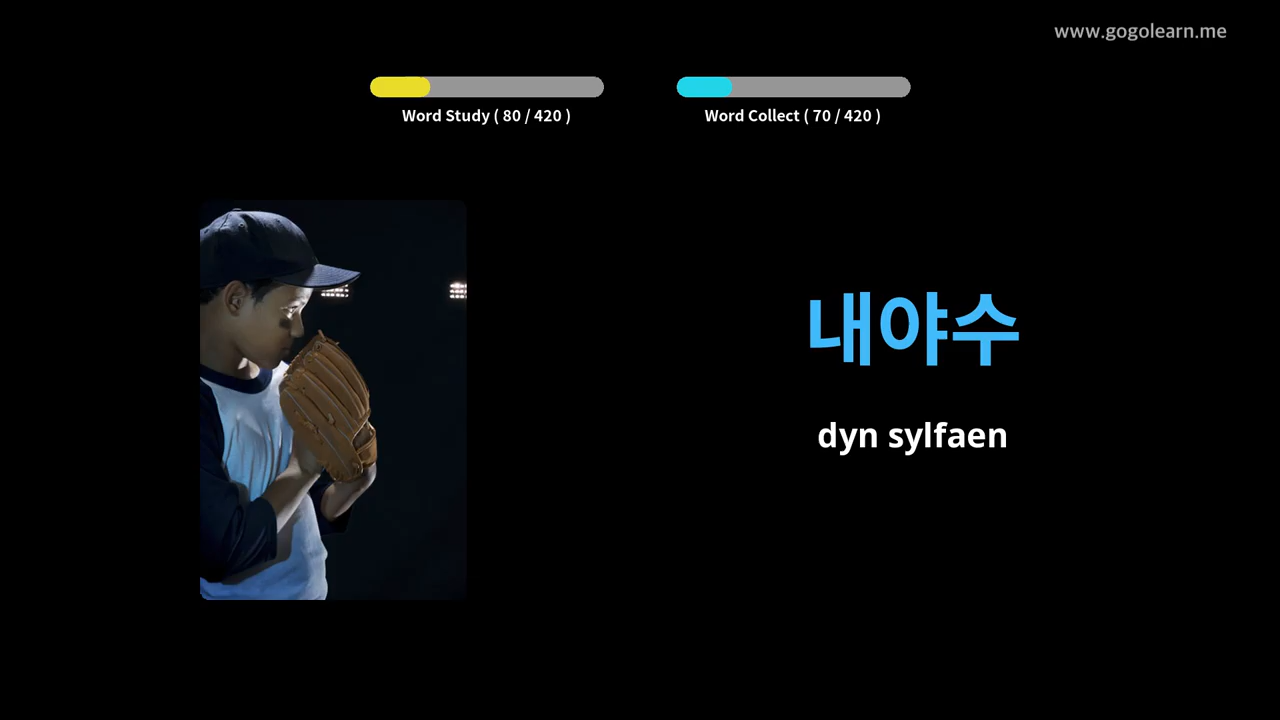 www.gogolearn.me
Word Study ( 80 / 420 )
Word Collect ( 70 / 420 )
내야수
dyn sylfaen